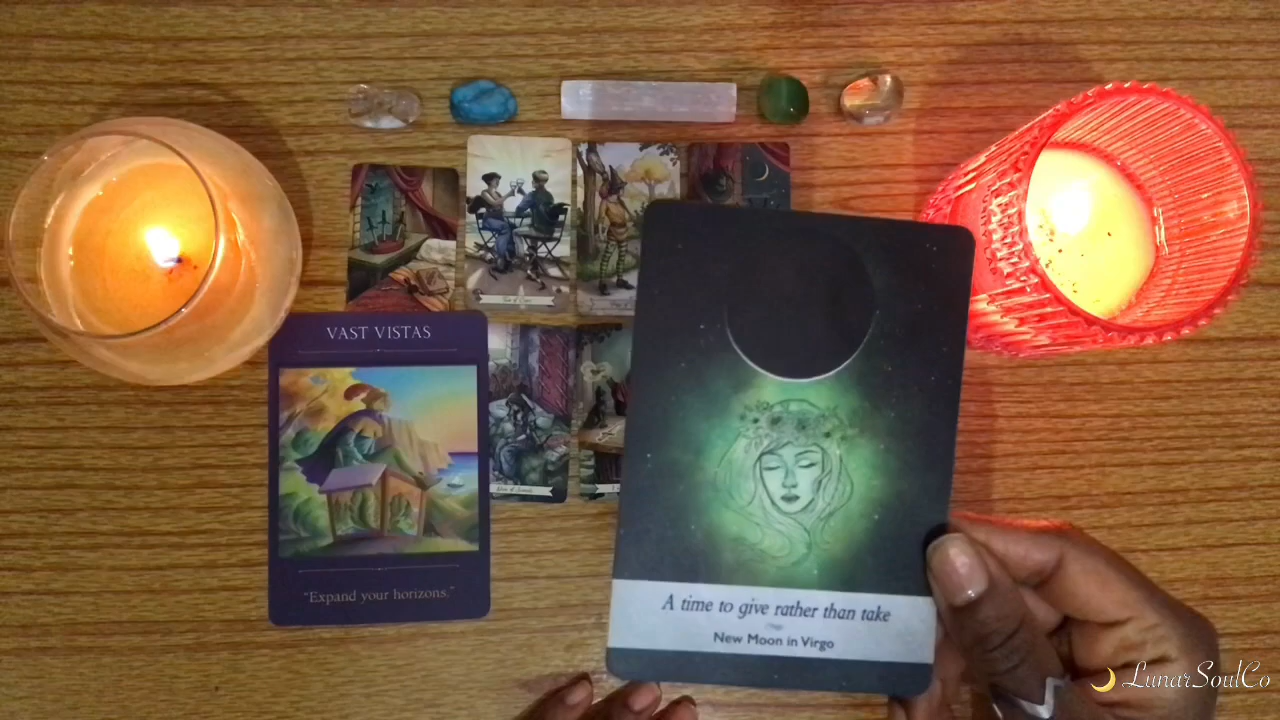 VAST VISTAS
"Expand your horizons."
A time to give rather than take
New Moon in Virgo
LunarSoulCo